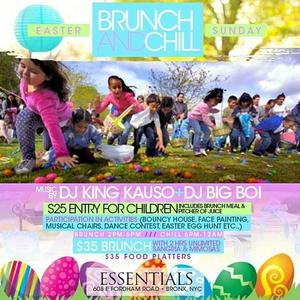 EASTER
BRUNCH
AND CHILL
SUNDAY
MUSIC BY DJ KING KAUSO + DJ BIG BOI
$25 ENTRY FOR CHILDREN (INCLUDES BRUNCH MEAL & PITCHER OF JUICE
PARTICIPATION IN ACTIVITIES (BOUNCY HOUSE, FACE PAINTING,
MUSICAL CHAIRS, DANCE CONTEST, EASTER EGG HUNT ETC..)
BRUNCH 2PM-6PM /// CHILL 6PM-12AM
$35 BRUNCH WITH 2 HRS UNLIMITED SANGRIA & MIMOSAS
$35 FOOD PLATTERS
ESSENTIALS
608 E FORDHAM ROAD • BRONX, NYC